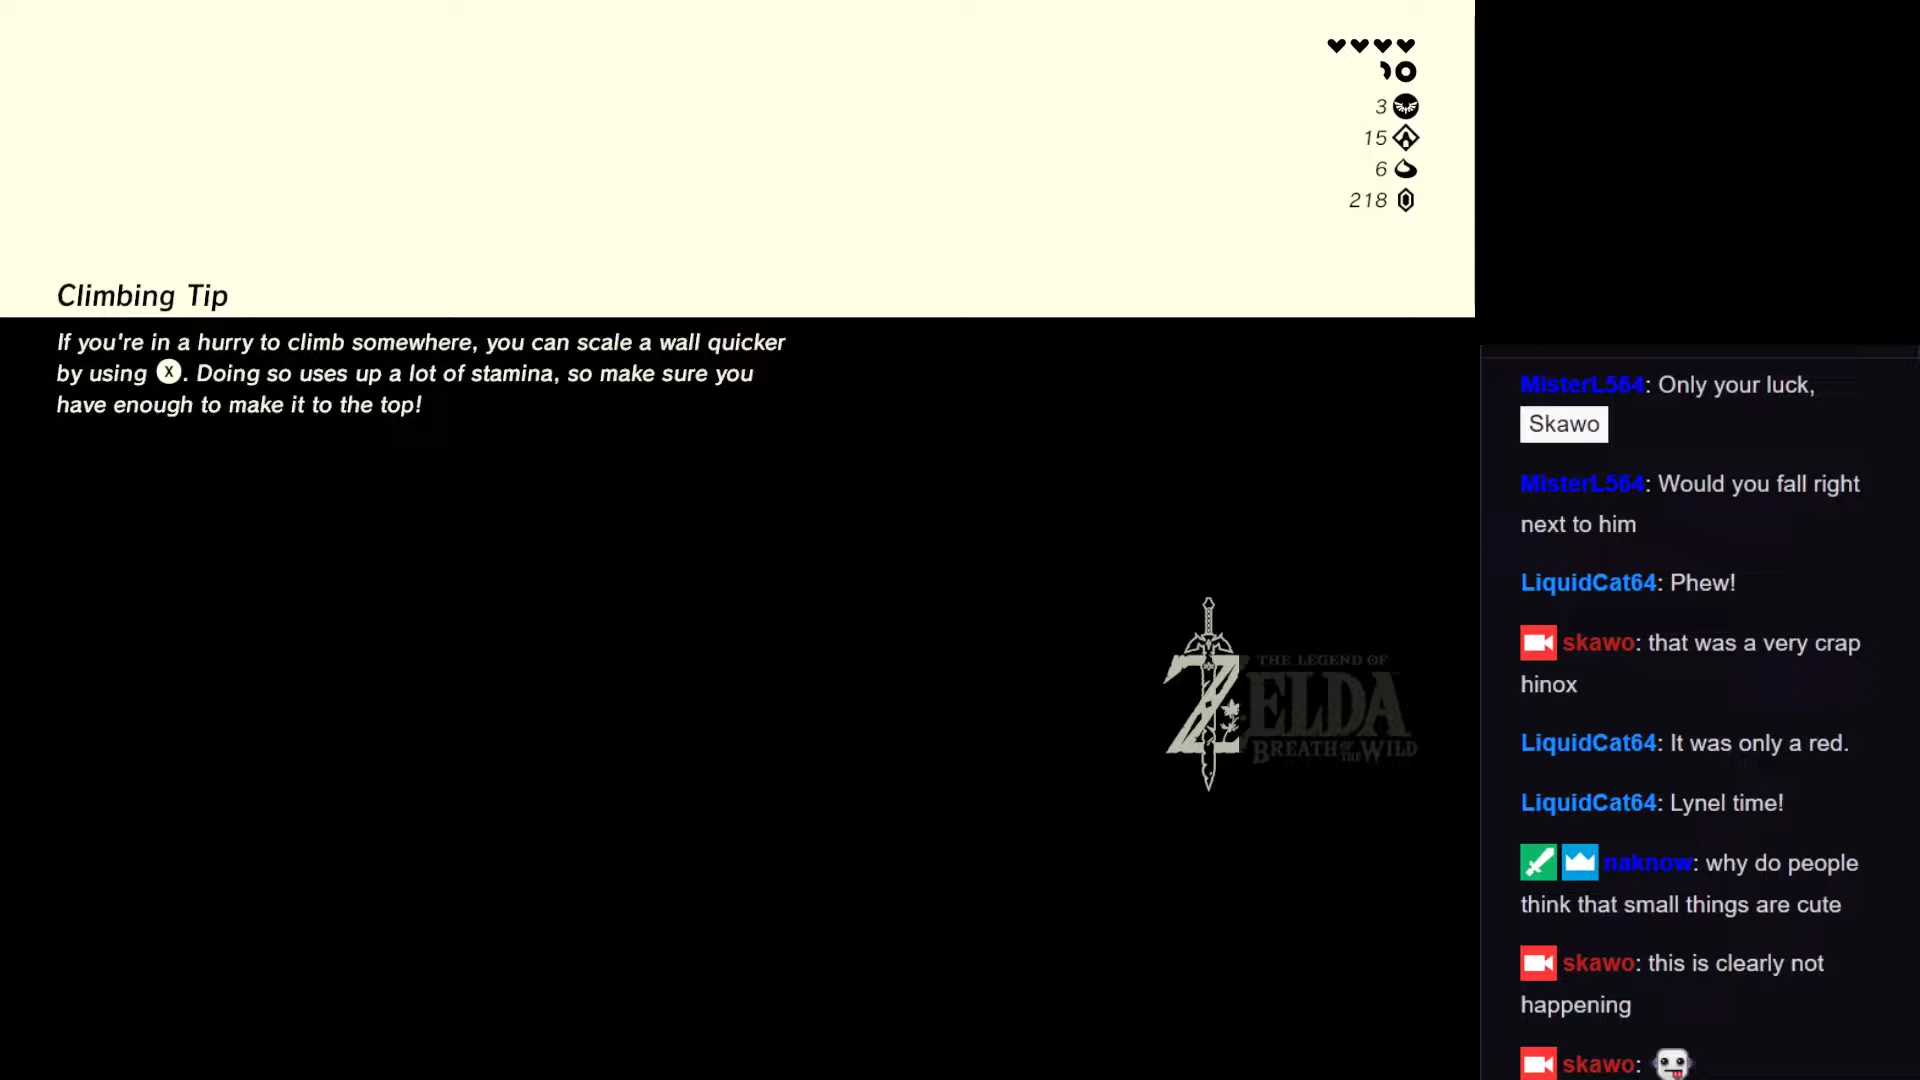 3
15
6
218
Climbing Tip
If you're in a hurry to climb somewhere, you can scale a wall quicker
by using X. Doing so uses up a lot of stamina, so make sure you
have enough to make it to the top!
THE LEGEND OF
ZELDA
BREATH OF THE WILD
MisterL564: Only your luck,
Skawo
MisterL564: Would you fall right
next to him
LiquidCat64: Phew!
skawo: that was a very crap
hinox
LiquidCat64: It was only a red.
LiquidCat64: Lynel time!
naknow: why do people
think that small things are cute
skawo: this is clearly not
happening
skawo: